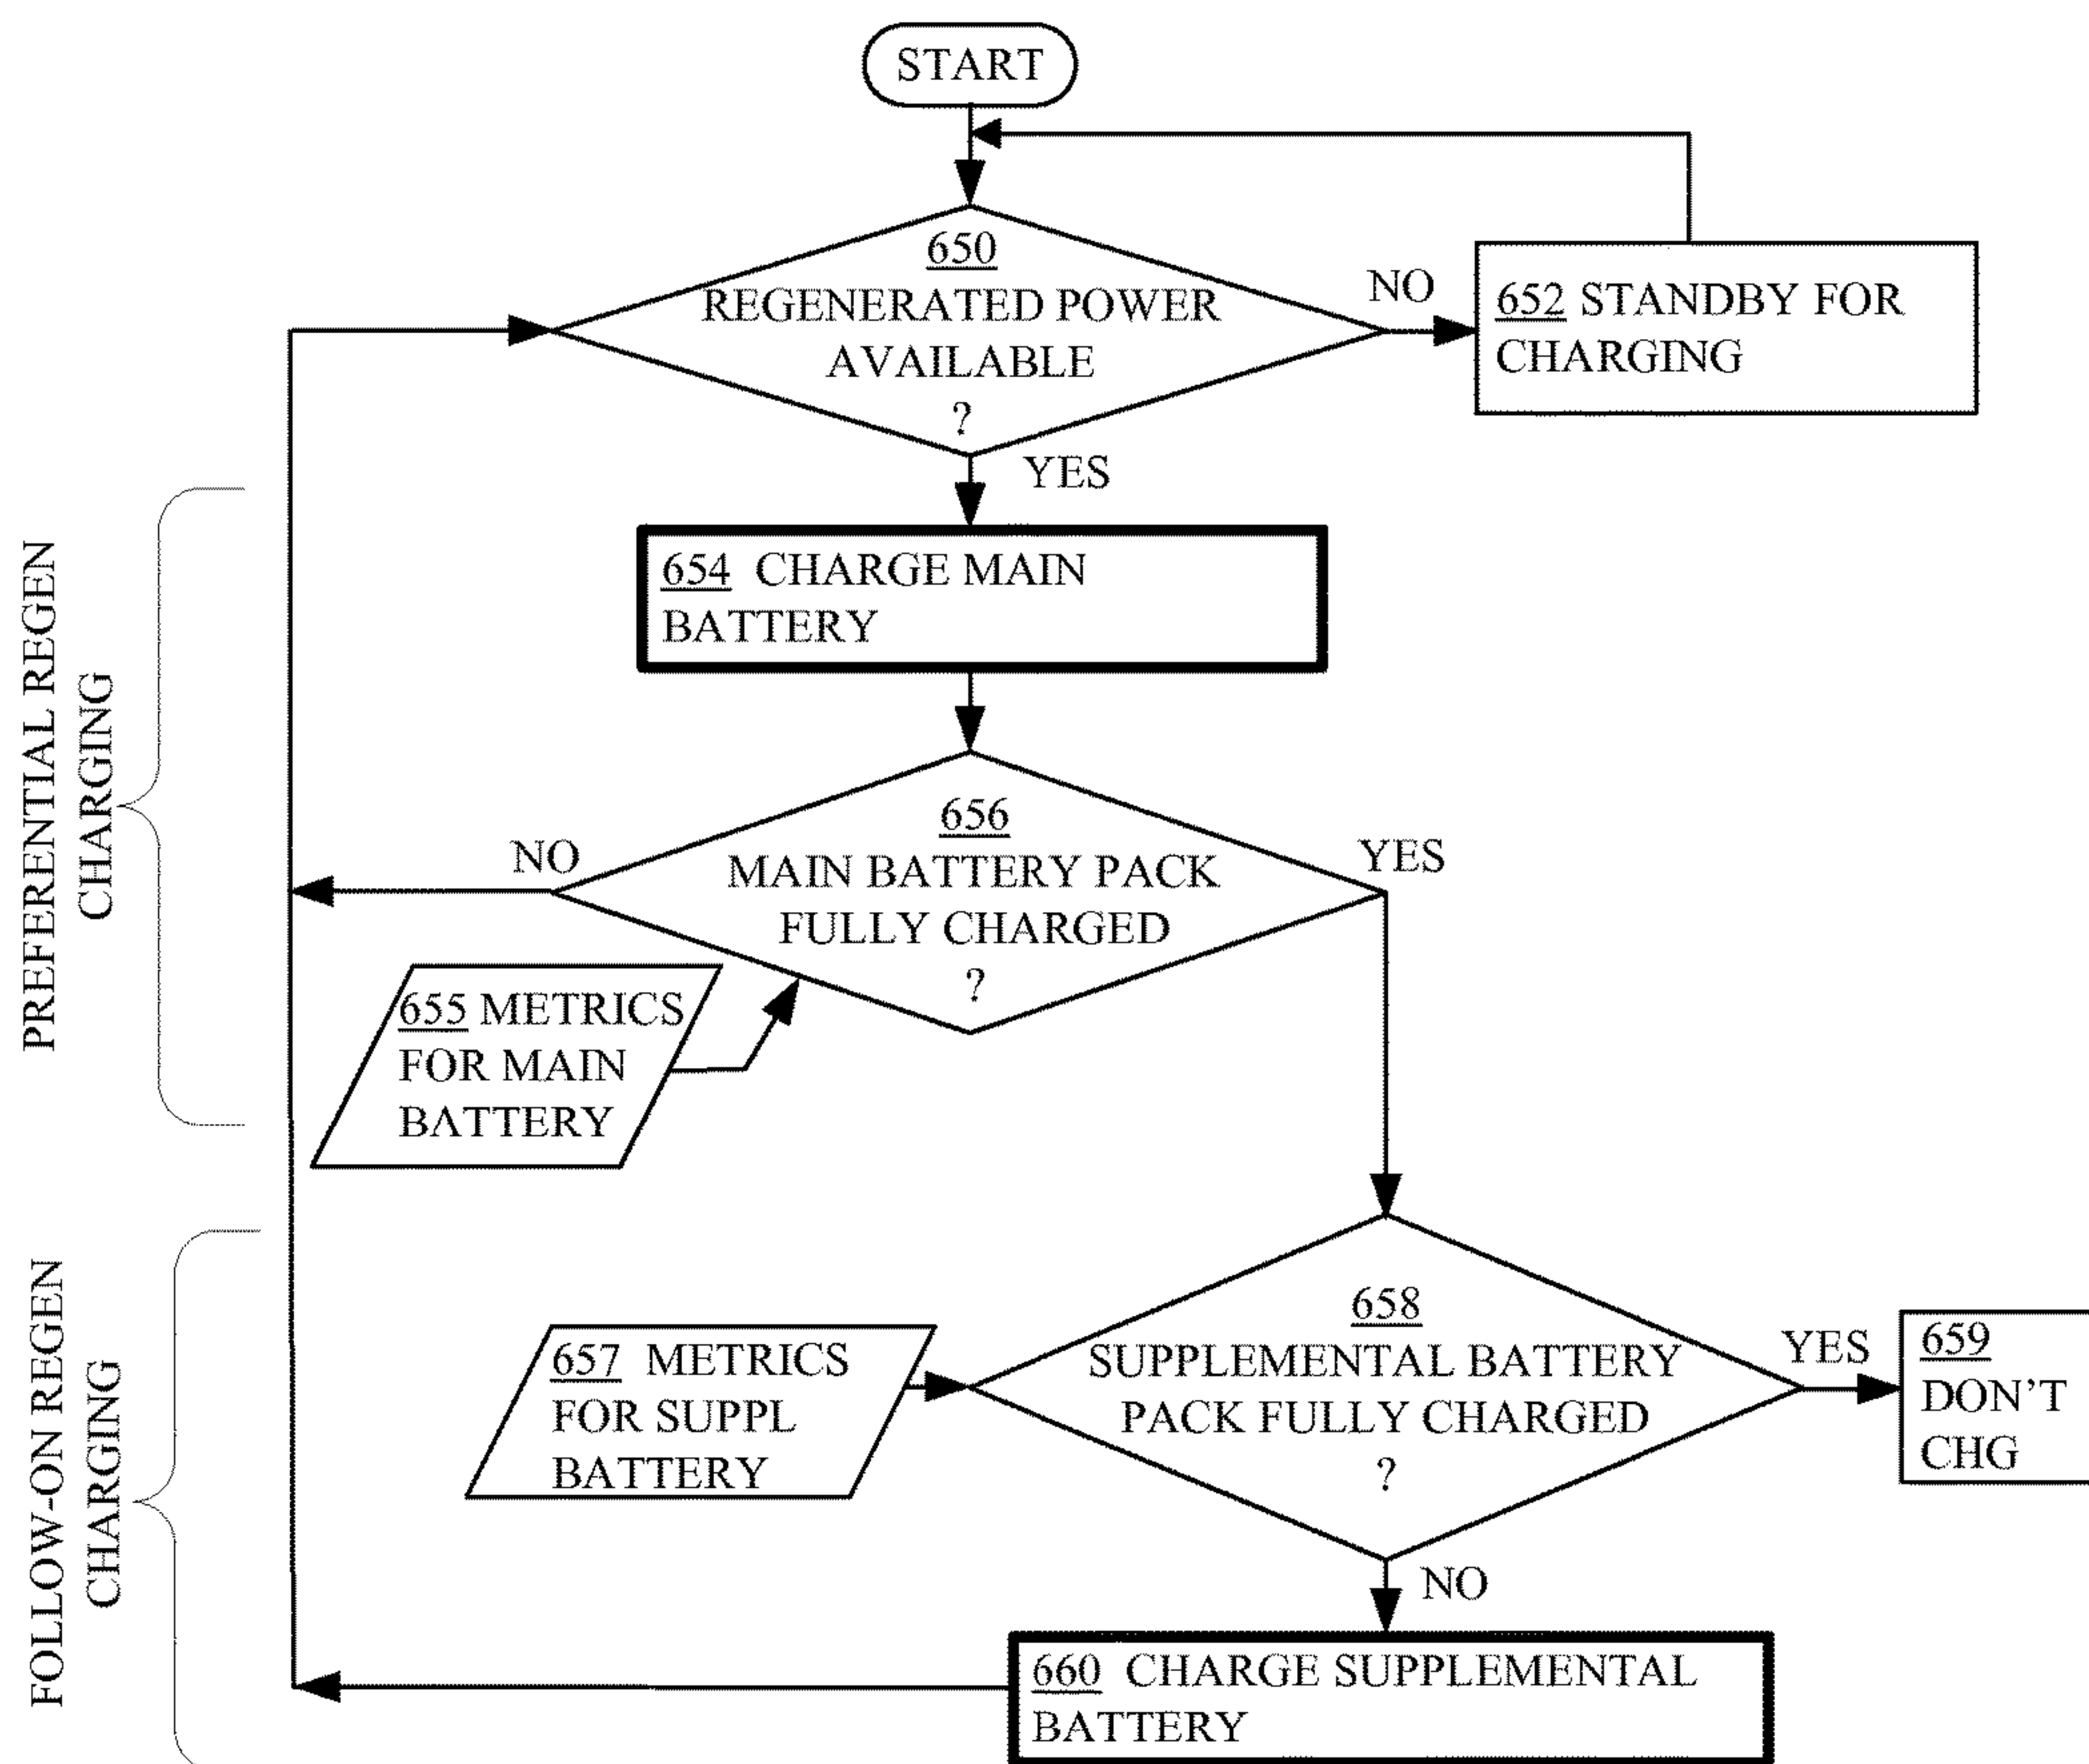 START
650
REGENERATED POWER
AVAILABLE
?
NO
652 STANDBY FOR
CHARGING
YES
PREFERENTIAL REGEN
CHARGING
654 CHARGE MAIN
BATTERY
656
MAIN BATTERY PACK
FULLY CHARGED
?
NO
YES
655 METRICS
FOR MAIN
BATTERY
FOLLOW-ON REGEN
CHARGING
657 METRICS
FOR SUPPL
BATTERY
658
SUPPLEMENTAL BATTERY
PACK FULLY CHARGED
?
YES
659
DON'T
CHG
NO
660 CHARGE SUPPLEMENTAL
BATTERY